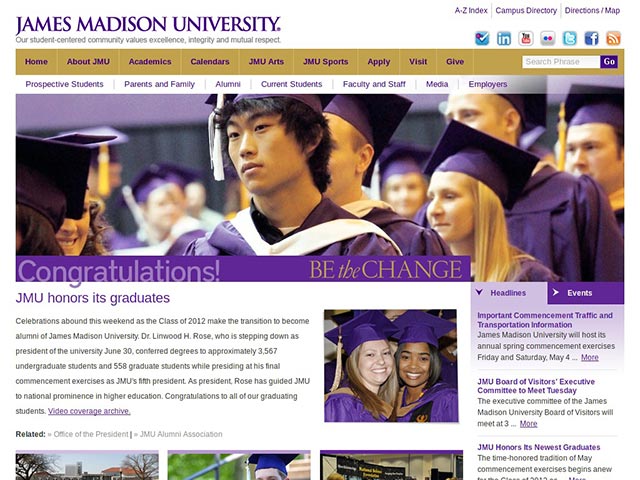 A-Z Index Campus Directory Directions / Map
JAMES MADISON UNIVERSITY.
Our student-centered community values excellence, integrity and mutual respect.
Home About JMU Academics Calendars JMU Arts JMU Sports Apply Visit Give Search Phrase Go
Prospective Students Parents and Family Alumni Current Students Faculty and Staff Media Employers
Congratulations! BE the CHANGE
JMU honors its graduates
Celebrations abound this weekend as the Class of 2012 make the transition to become
alumni of James Madison University. Dr. Linwood H. Rose, who is stepping down as
president of the university June 30, conferred degrees to approximately 3,567
undergraduate students and 558 graduate students while presiding at his final
commencement exercises as JMU's fifth president. As president, Rose has guided JMU
to national prominence in higher education. Congratulations to all of our graduating
students. Video coverage archive.
Related: » Office of the President | » JMU Alumni Association
Headlines Events
Important Commencement Traffic and
Transportation Information
James Madison University will host its
annual spring commencement exercises
Friday and Saturday, May 4 ... More
JMU Board of Visitors' Executive
Committee to Meet Tuesday
The executive committee of the James
Madison University Board of Visitors will
meet at 3 ... More
JMU Honors Its Newest Graduates
The time-honored tradition of May
commencement exercises begins anew
for the Class of 2012 as ... More